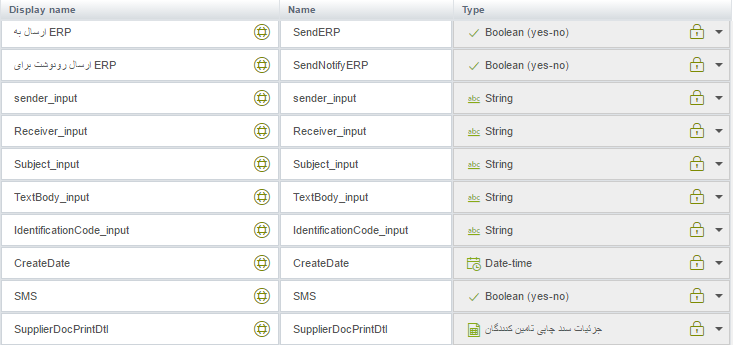 Display name Name Type
ارسال به ERP SendERP Boolean (yes-no)
ارسال رونوشت برای ERP SendNotifyERP Boolean (yes-no)
sender_input sender_input abc String
Receiver_input Receiver_input abc String
Subject_input Subject_input abc String
TextBody_input TextBody_input abc String
IdentificationCode_input IdentificationCode_input abc String
CreateDate CreateDate Date-time
SMS SMS Boolean (yes-no)
SupplierDocPrintDtl SupplierDocPrintDtl جزئیات سند چاپی تامین کنندگان